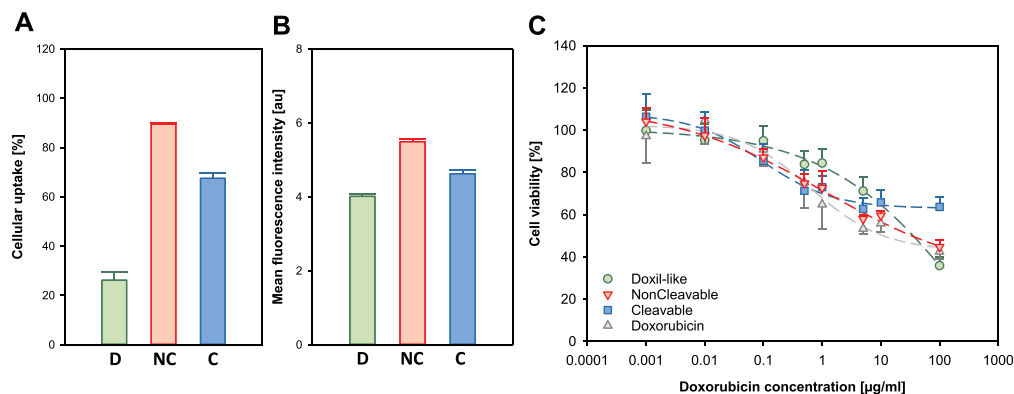 A
Cellular uptake [%]
120
100
80
60
40
20
0
D NC C
B
Mean fluorescence intensity [au]
8
6
4
2
0
D NC C
C
Cell viability [%]
140
120
100
80
60
40
20
0
Doxil-like
NonCleavable
Cleavable
Doxorubicin
0.0001 0.001 0.01 0.1 1 10 100 1000
Doxorubicin concentration [µg/ml]